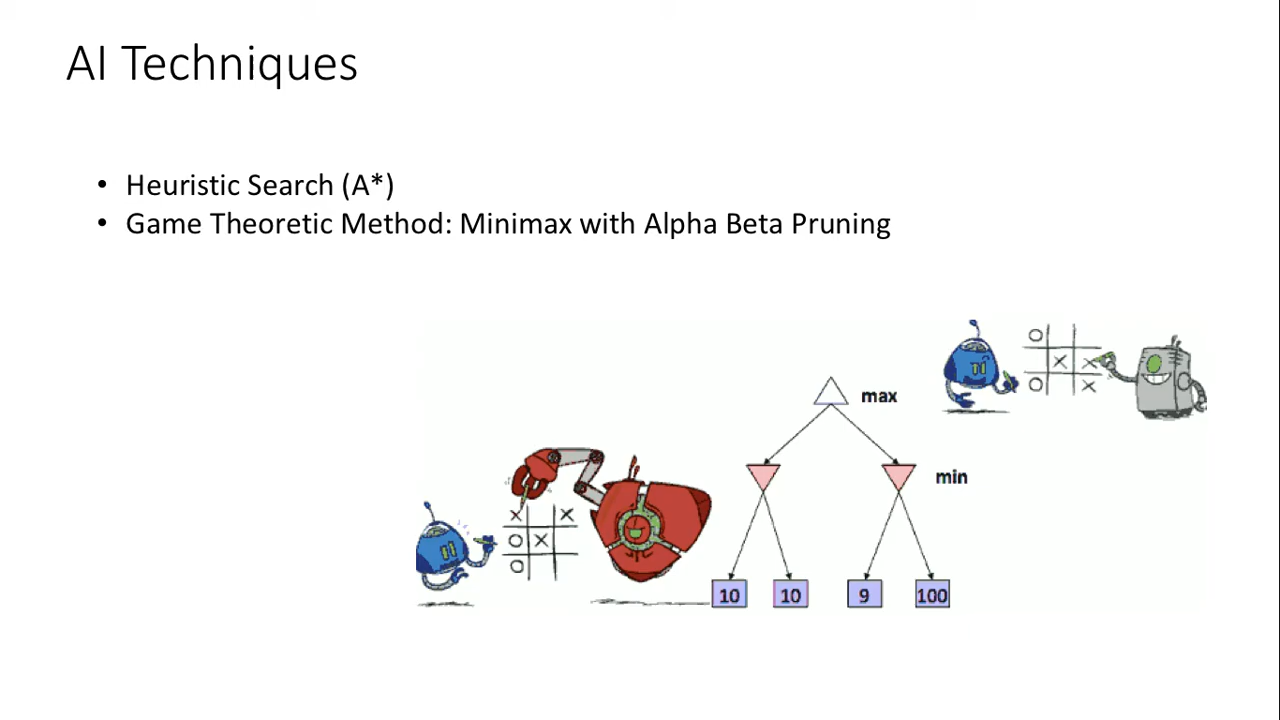 AI Techniques
• Heuristic Search (A*)
• Game Theoretic Method: Minimax with Alpha Beta Pruning
max
min
10 10 9 100
O
X X
O X
X X
O X
O